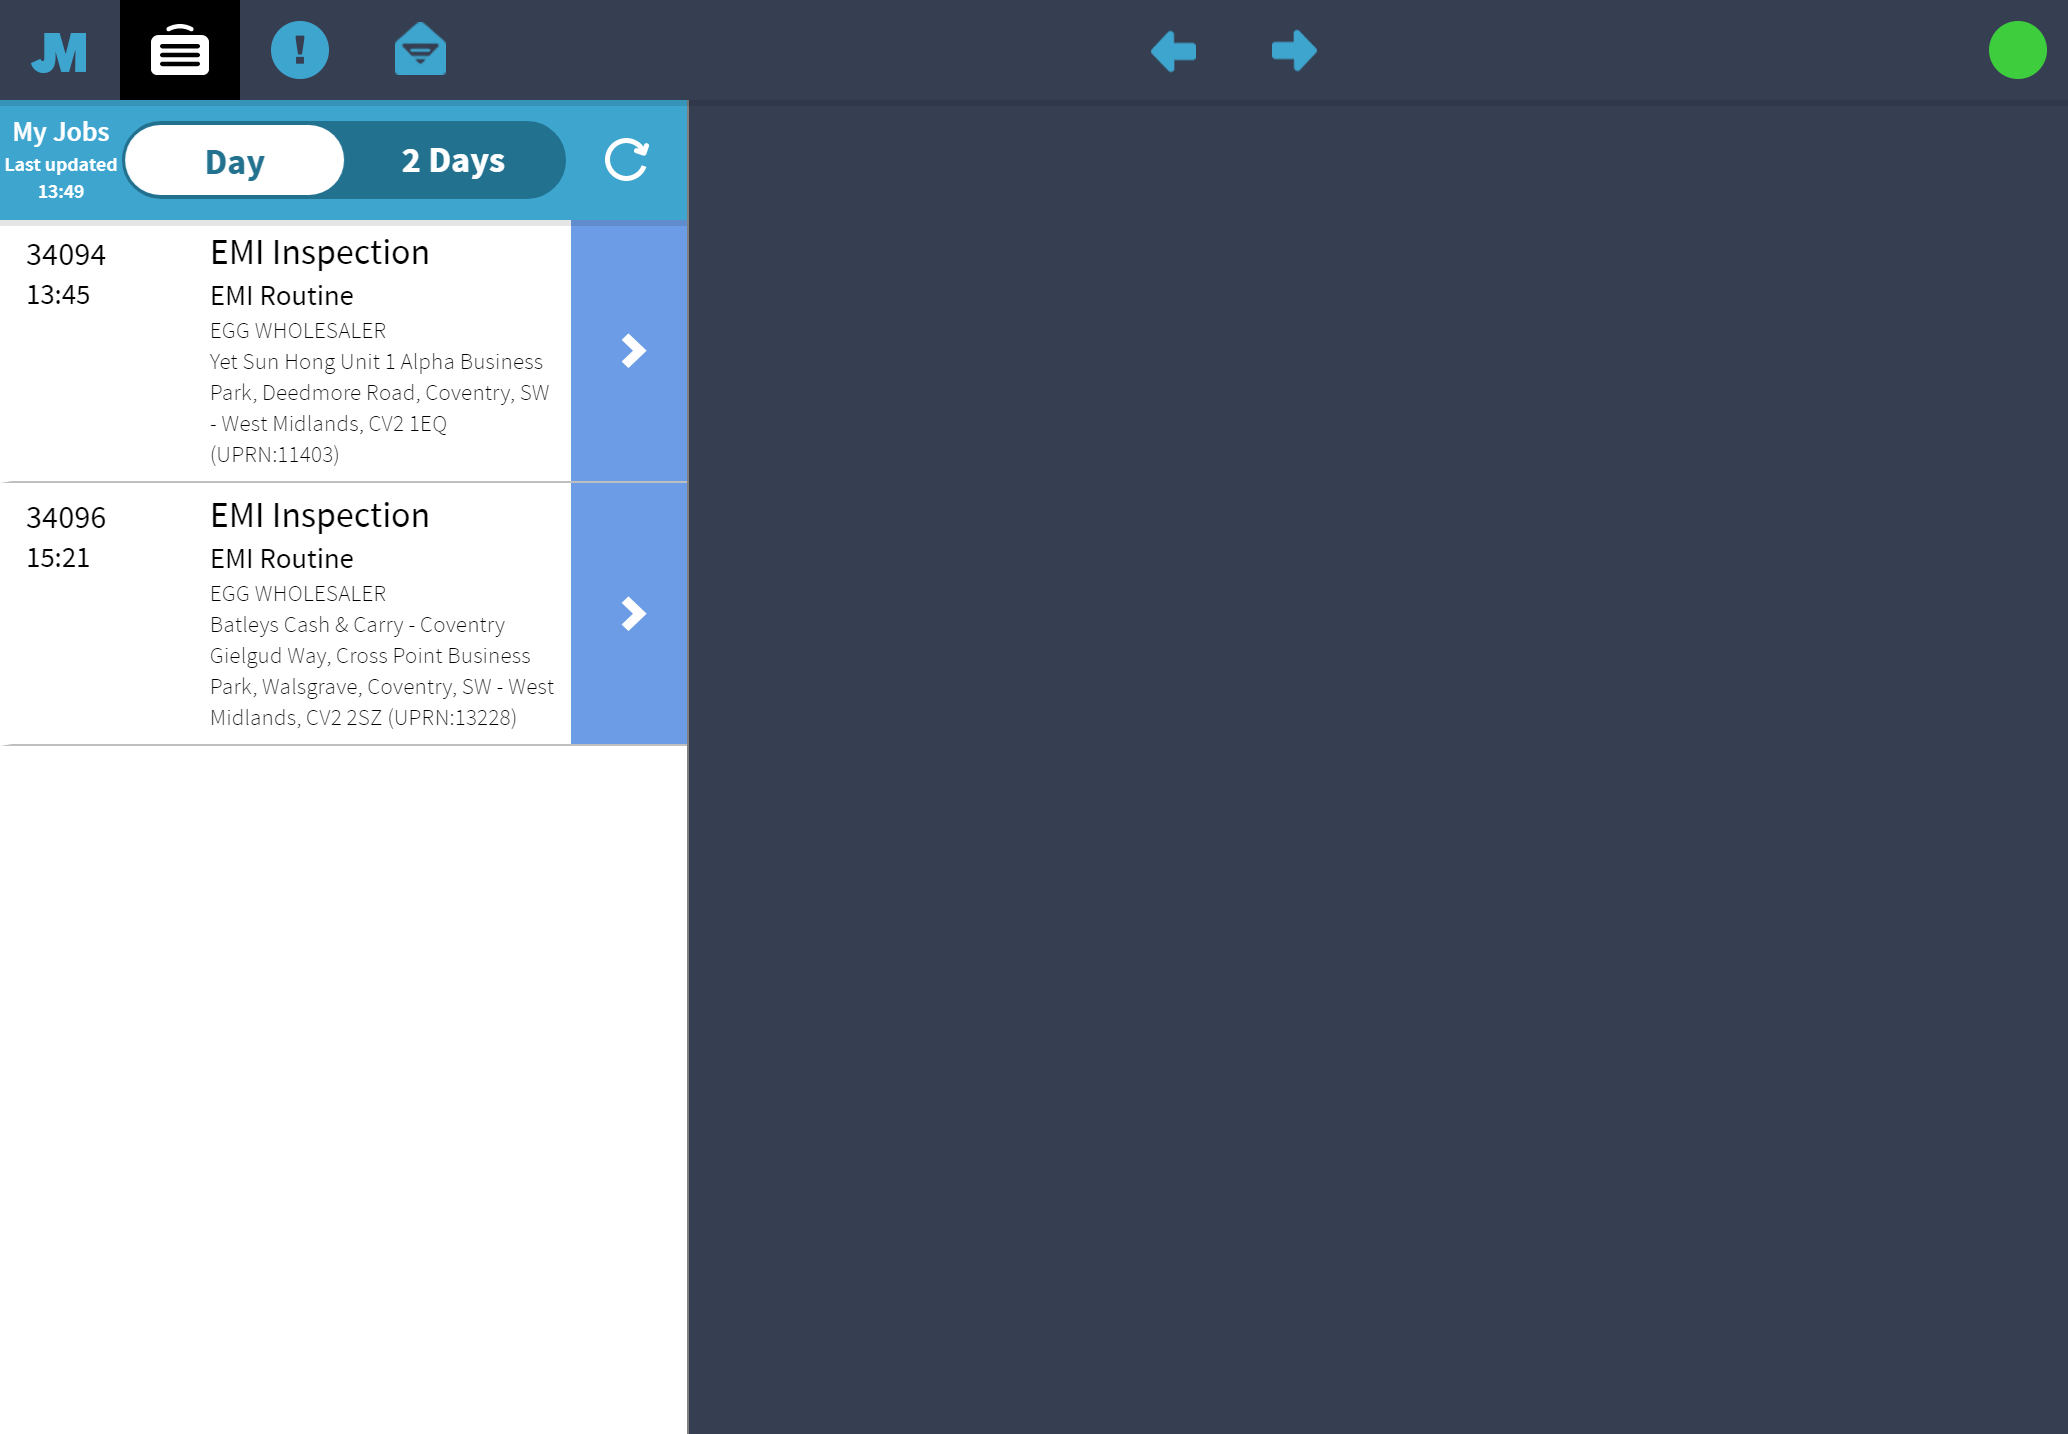 JM
My Jobs
Last updated
13:49
Day
2 Days
34094
13:45
EMI Inspection
EMI Routine
EGG WHOLESALER
Yet Sun Hong Unit 1 Alpha Business
Park, Deedmore Road, Coventry, SW
- West Midlands, CV2 1EQ
(UPRN:11403)
34096
15:21
EMI Inspection
EMI Routine
EGG WHOLESALER
Batleys Cash & Carry - Coventry
Gielgud Way, Cross Point Business
Park, Walsgrave, Coventry, SW - West
Midlands, CV2 2SZ (UPRN:13228)